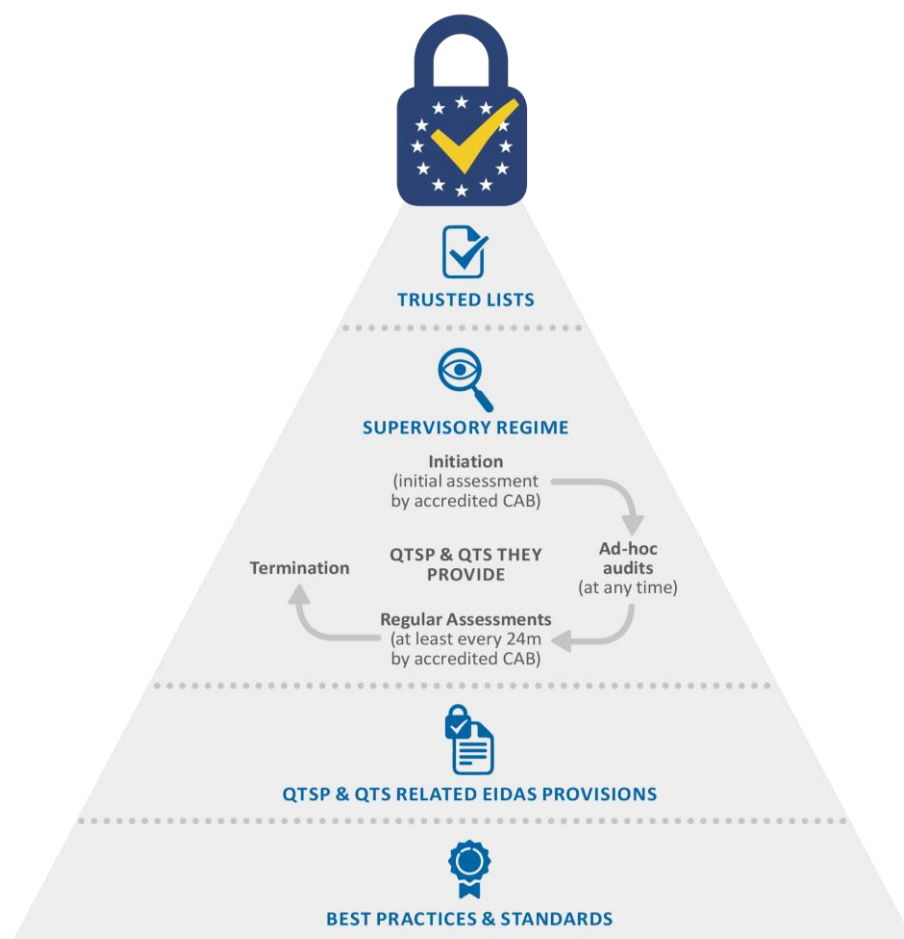 TRUSTED LISTS
SUPERVISORY REGIME
Initiation
(initial assessment
by accredited CAB)
Ad-hoc
audits
(at any time)
QTSP & QTS THEY
PROVIDE
Termination
Regular Assessments
(at least every 24m
by accredited CAB)
QTSP & QTS RELATED EIDAS PROVISIONS
BEST PRACTICES & STANDARDS